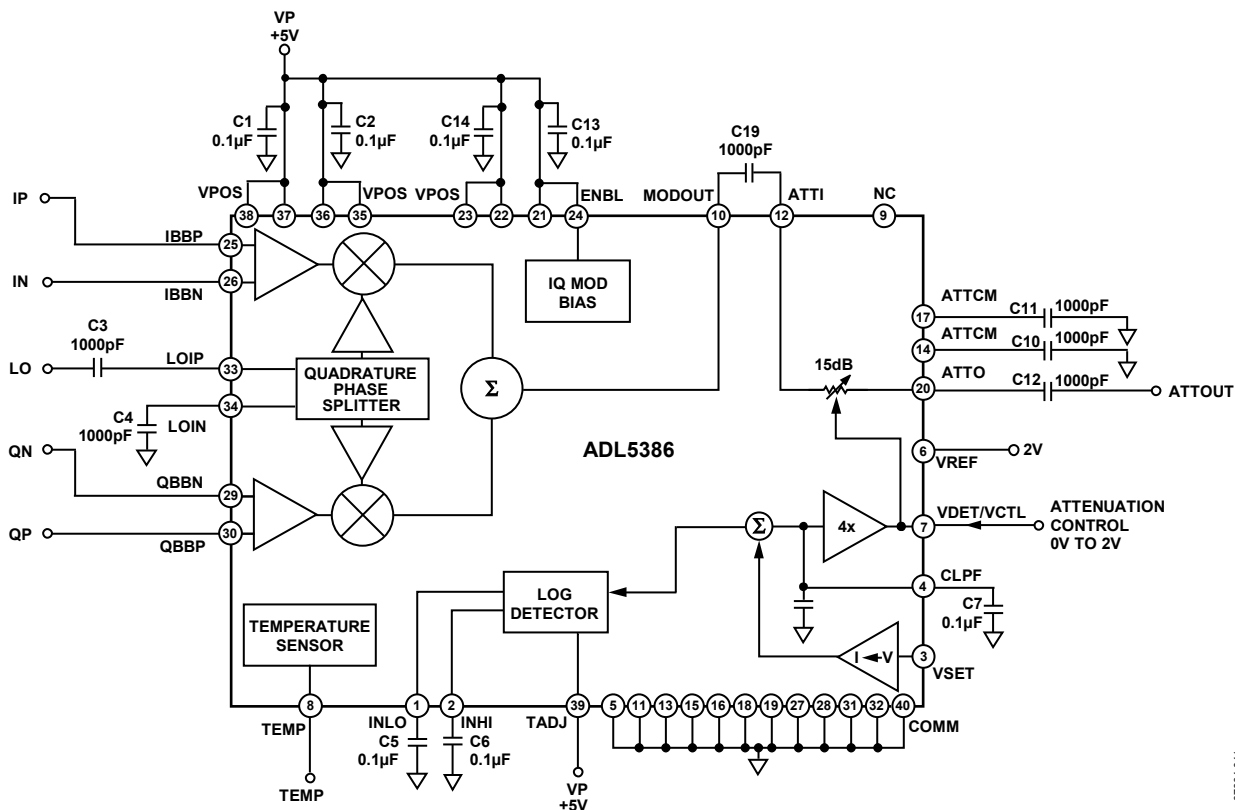 VP
+5V
C1
0.1µF
C2
0.1µF
C14
0.1µF
C13
0.1µF
C19
1000pF
VPOS
VPOS
VPOS
ENBL
MODOUT
ATTI
NC
38
37
36
35
23
22
21
24
10
12
9
IP
IBBP
25
IN
IBBN
26
IQ MOD
BIAS
C3
1000pF
LO
LOIP
33
QUADRATURE
PHASE
SPLITTER
Σ
34
LOIN
C4
1000pF
QN
QBBN
29
QP
30
QBBP
ADL5386
ATTCM
17
C11
1000pF
ATTCM
14
C10
1000pF
15dB
ATTO
20
C12
1000pF
ATTOUT
6
VREF
2V
Σ
4x
7
VDET/VCTL
ATTENUATION
CONTROL
0V TO 2V
CLPF
4
C7
0.1µF
LOG
DETECTOR
I
V
3
VSET
TEMPERATURE
SENSOR
8
1
2
39
5
11
13
15
16
18
19
27
28
31
32
40
TEMP
INLO
INHI
TADJ
COMM
C5
0.1µF
C6
0.1µF
TEMP
VP
+5V